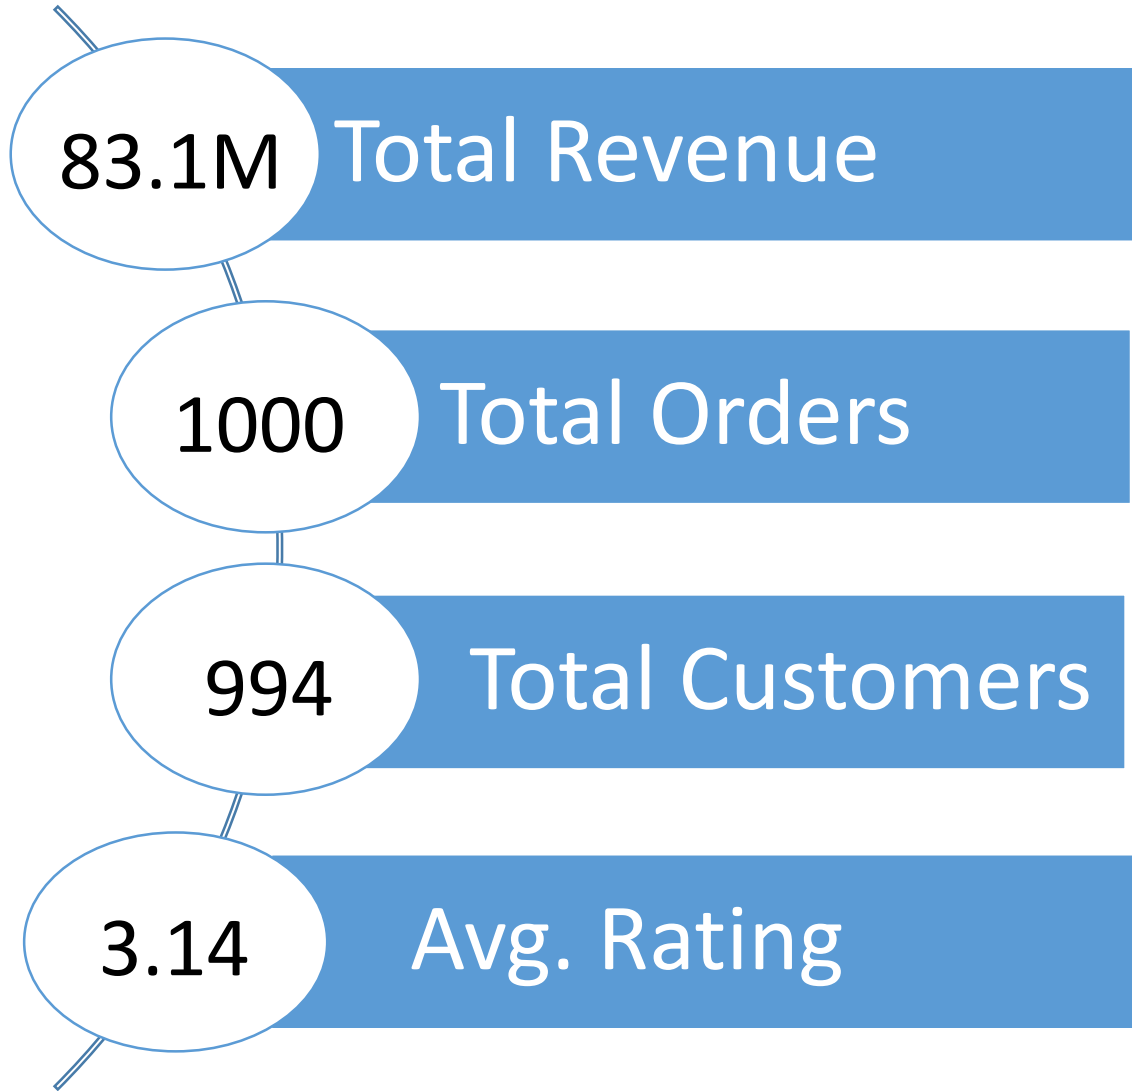 83.1M Total Revenue
1000 Total Orders
994 Total Customers
3.14 Avg. Rating